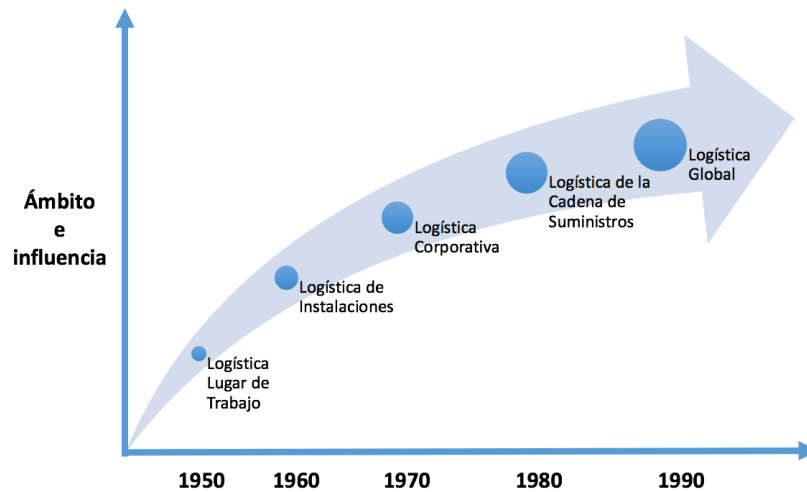 Ámbito
e
influencia
Logística
Global
Logística de la
Cadena de
Suministros
Logística
Corporativa
Logística de
Instalaciones
Logística
Lugar de
Trabajo
1950
1960
1970
1980
1990